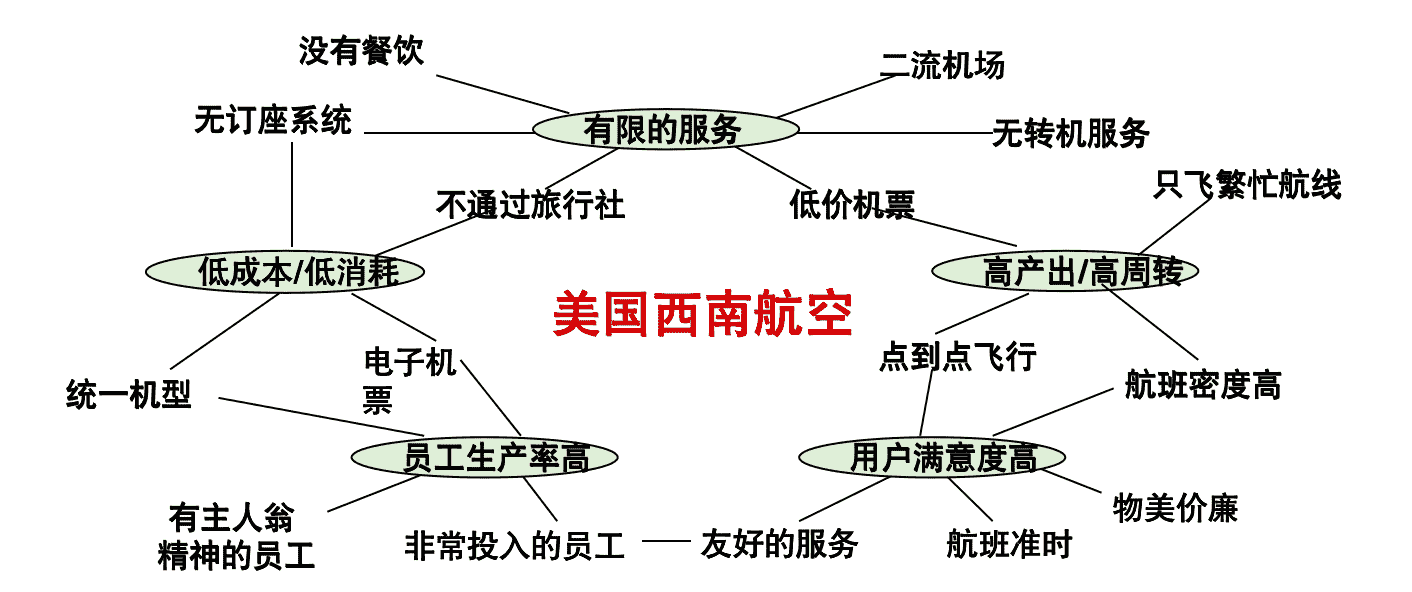 没有餐饮
二流机场
无订座系统
有限的服务
无转机服务
只飞繁忙航线
不通过旅行社
低价机票
低成本/低消耗
高产出/高周转
美国西南航空
电子机
票
点到点飞行
统一机型
航班密度高
员工生产率高
用户满意度高
有主人翁
精神的员工
非常投入的员工
友好的服务
航班准时
物美价廉